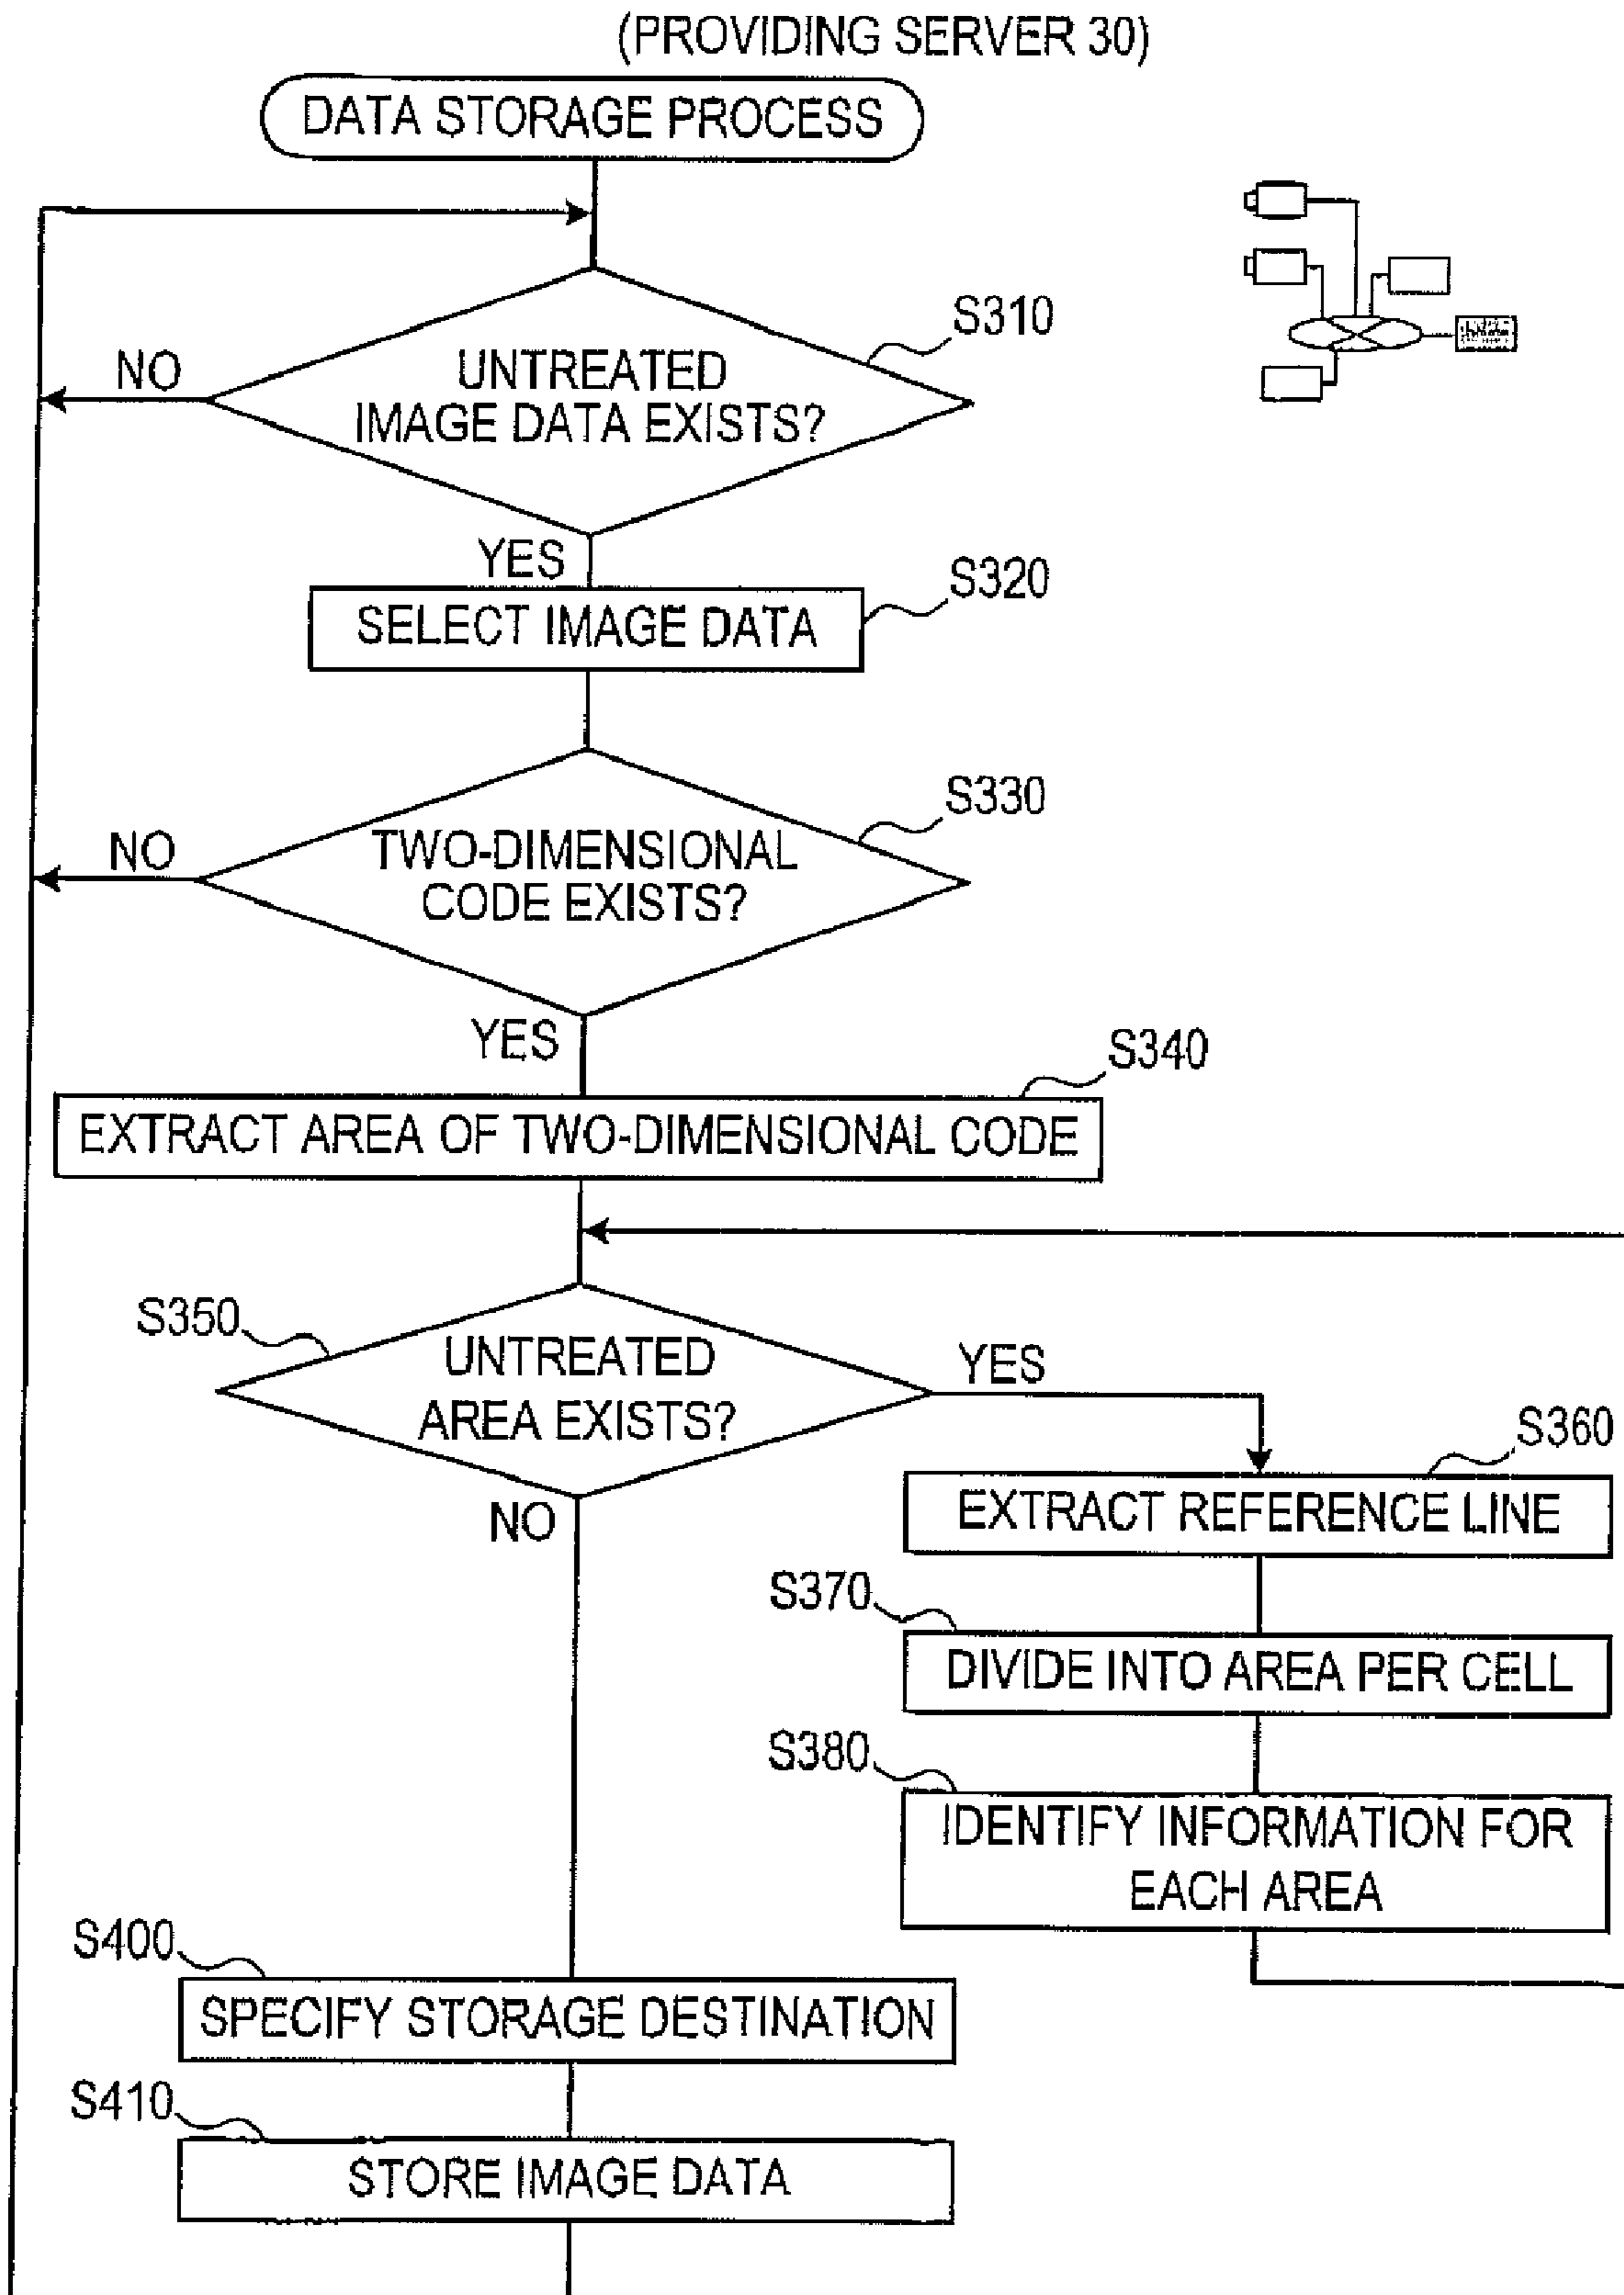 (PROVIDING SERVER 30)
DATA STORAGE PROCESS
S310
NO
UNTREATED
IMAGE DATA EXISTS?
YES
S320
SELECT IMAGE DATA
S330
NO
TWO-DIMENSIONAL
CODE EXISTS?
YES
S340
EXTRACT AREA OF TWO-DIMENSIONAL CODE
S350
UNTREATED
AREA EXISTS?
YES
NO
S360
EXTRACT REFERENCE LINE
S370
DIVIDE INTO AREA PER CELL
S380
IDENTIFY INFORMATION FOR
EACH AREA
S400
SPECIFY STORAGE DESTINATION
S410
STORE IMAGE DATA